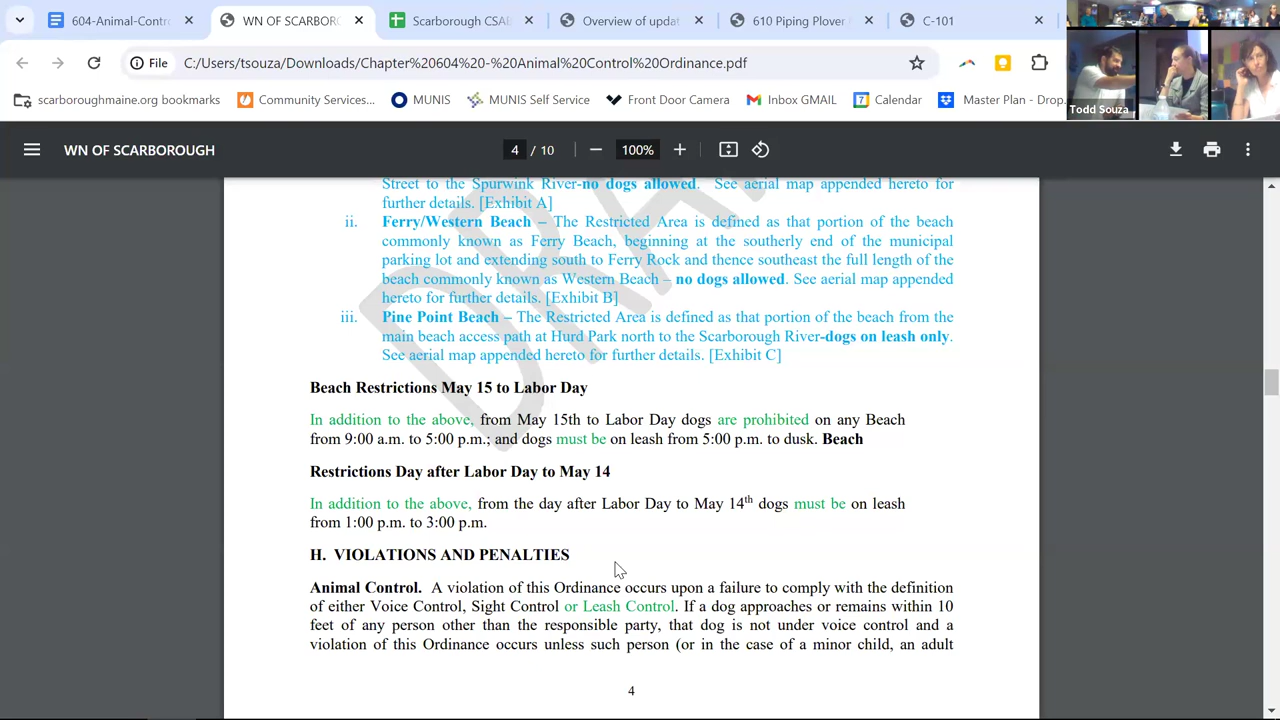 604-Animal-Contr
WN OF SCARBORO
Scarborough CSA
Overview of updat
610 Piping Plover
C-101
File
C:/Users/tsouza/Downloads/Chapter%20604%20-%20Animal%20Control%20Ordinance.pdf
scarboroughmaine.org bookmarks
Community Services...
MUNIS
MUNIS Self Service
Front Door Camera
Inbox GMAIL
Calendar
Master Plan - Drop.
Todd Souza
WN OF SCARBOROUGH
4 / 10
100%
Street to the Spurwink River-no dogs allowed. See aerial map appended hereto for
further details. [Exhibit A]
ii. Ferry/Western Beach – The Restricted Area is defined as that portion of the beach
commonly known as Ferry Beach, beginning at the southerly end of the municipal
parking lot and extending south to Ferry Rock and thence southeast the full length of the
beach commonly known as Western Beach – no dogs allowed. See aerial map appended
hereto for further details. [Exhibit B]
iii. Pine Point Beach – The Restricted Area is defined as that portion of the beach from the
main beach access path at Hurd Park north to the Scarborough River-dogs on leash only.
See aerial map appended hereto for further details. [Exhibit C]
Beach Restrictions May 15 to Labor Day
In addition to the above, from May 15th to Labor Day dogs are prohibited on any Beach
from 9:00 a.m. to 5:00 p.m.; and dogs must be on leash from 5:00 p.m. to dusk. Beach
Restrictions Day after Labor Day to May 14
In addition to the above, from the day after Labor Day to May 14th dogs must be on leash
from 1:00 p.m. to 3:00 p.m.
H. VIOLATIONS AND PENALTIES
Animal Control. A violation of this Ordinance occurs upon a failure to comply with the definition
of either Voice Control, Sight Control or Leash Control. If a dog approaches or remains within 10
feet of any person other than the responsible party, that dog is not under voice control and a
violation of this Ordinance occurs unless such person (or in the case of a minor child, an adult
4